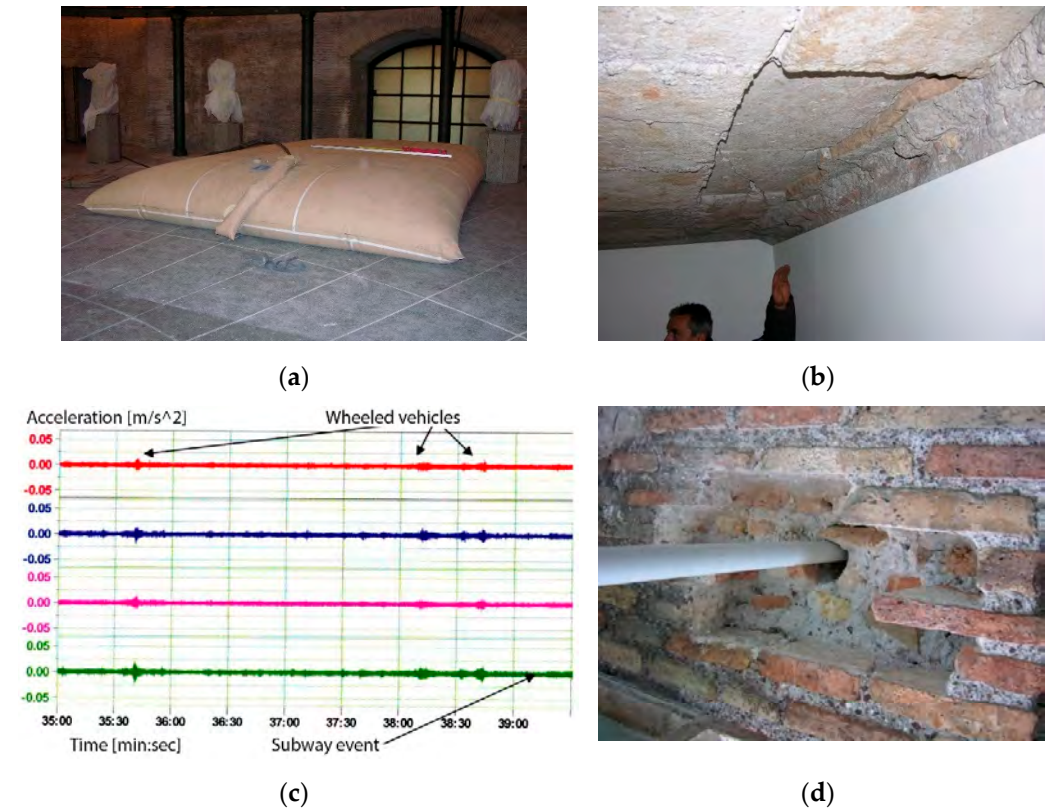 (a)
(b)
Acceleration [m/s^2]
Wheeled vehicles
0.05
0.00
-0.05
0.05
0.00
-0.05
0.05
0.00
-0.05
0.05
0.00
-0.05
35:00 35:30 36:00 36:30 37:00 37:30 38:00 38:30 39:00
Time [min:sec]
Subway event
(c)
(d)